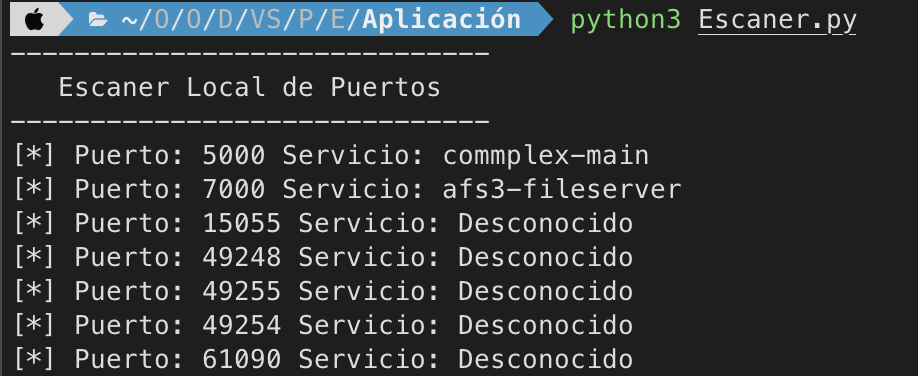 ~/O/O/D/VS/P/E/Aplicación python3 Escaner.py
------------------------------
Escaner Local de Puertos
------------------------------
[*] Puerto: 5000 Servicio: commplex-main
[*] Puerto: 7000 Servicio: afs3-fileserver
[*] Puerto: 15055 Servicio: Desconocido
[*] Puerto: 49248 Servicio: Desconocido
[*] Puerto: 49255 Servicio: Desconocido
[*] Puerto: 49254 Servicio: Desconocido
[*] Puerto: 61090 Servicio: Desconocido